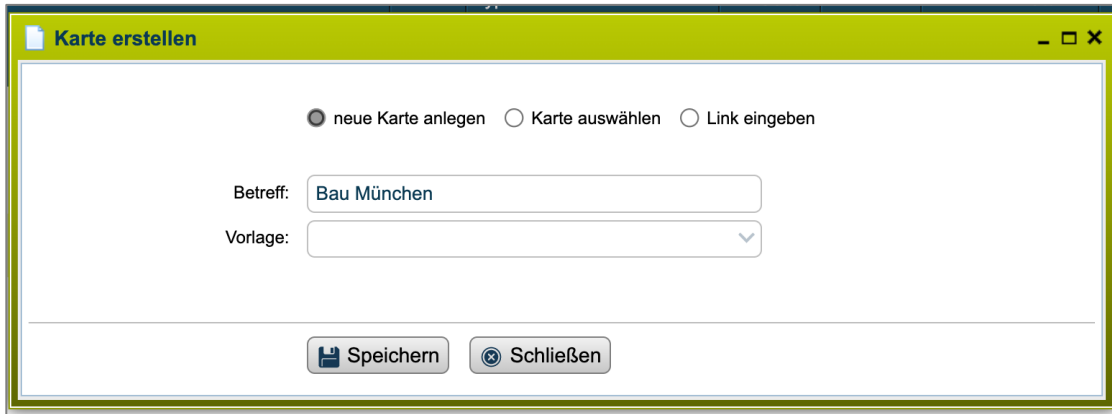 Karte erstellen
neue Karte anlegen Karte auswählen Link eingeben
Betreff: Bau München
Vorlage:
Speichern Schließen